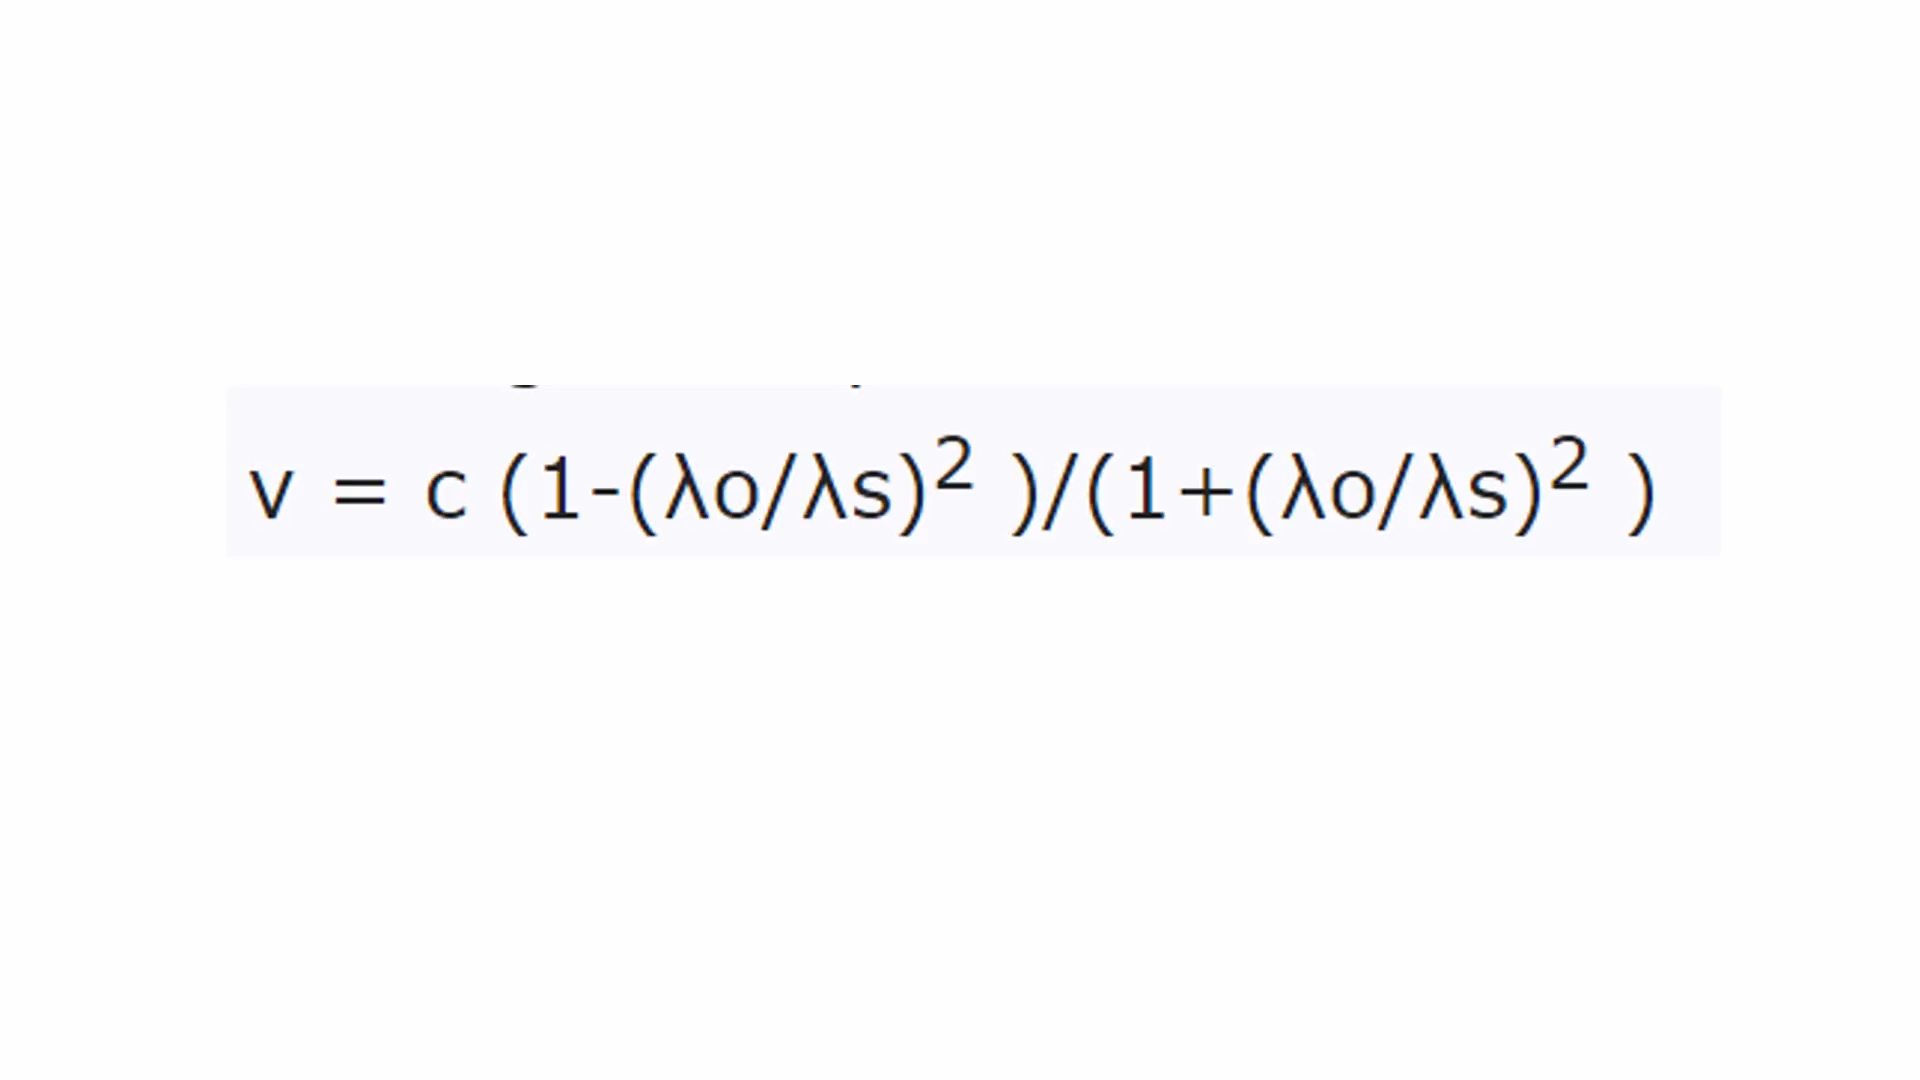 v = c (1-(λo/λs)² )/(1+(λo/λs)² )